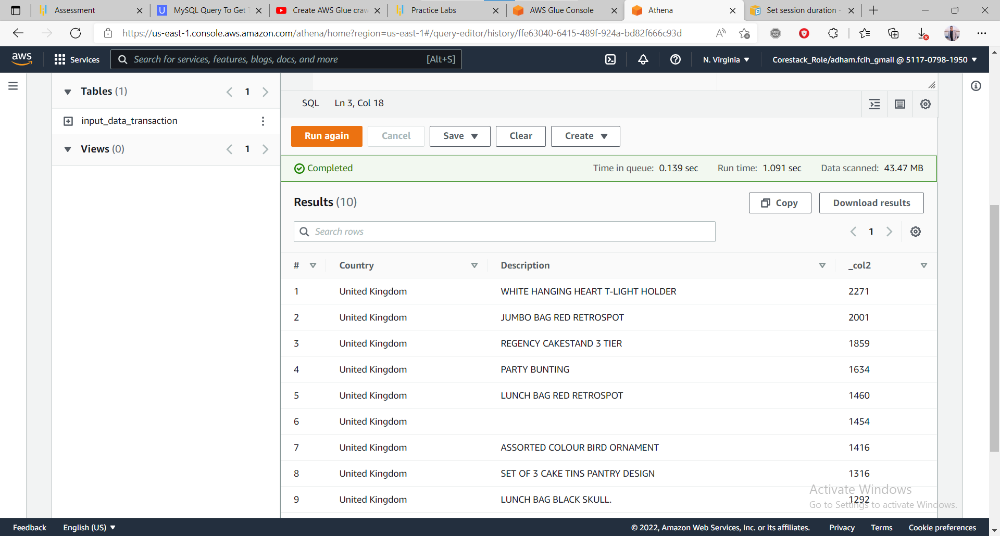 Assessment
MySQL Query To Get
Create AWS Glue craw
Practice Labs
AWS Glue Console
Athena
Set session duration -
https://us-east-1.console.aws.amazon.com/athena/home?region=us-east-1#/query-editor/history/ffe63040-6415-489f-924a-bd82f666c93d
aws
Services
Search for services, features, blogs, docs, and more
[Alt+S]
N. Virginia
Corestack_Role/adham.fcih_gmail @ 5117-0798-1950
Tables (1)
1
input_data_transaction
Views (0)
1
SQL Ln 3, Col 18
Run again
Cancel
Save
Clear
Create
Completed
Time in queue: 0.139 sec
Run time: 1.091 sec
Data scanned: 43.47 MB
Results (10)
Copy
Download results
Search rows
1
# Country Description _col2
1 United Kingdom WHITE HANGING HEART T-LIGHT HOLDER 2271
2 United Kingdom JUMBO BAG RED RETROSPOT 2001
3 United Kingdom REGENCY CAKESTAND 3 TIER 1859
4 United Kingdom PARTY BUNTING 1634
5 United Kingdom LUNCH BAG RED RETROSPOT 1460
6 United Kingdom 1454
7 United Kingdom ASSORTED COLOUR BIRD ORNAMENT 1416
8 United Kingdom SET OF 3 CAKE TINS PANTRY DESIGN 1316
9 United Kingdom LUNCH BAG BLACK SKULL. 1292
Activate Windows
Go to Settings to activate Windows.
Feedback
English (US)
© 2022, Amazon Web Services, Inc. or its affiliates.
Privacy
Terms
Cookie preferences